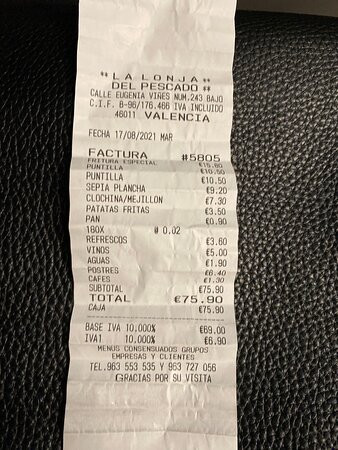 ** LA LONJA **
DEL PESCADO #
CALLE EUGENIA VIÑES NUM,243 BAJO
C.I.F. B-96/176.466 IVA INCLUIDO
46011 VALENCIA
FECHA 17/08/2021 MAR
FACTURA #5805
FRITURA ESPECIAL €15.80
PUNTILLA €10.50
PUNTILLA €10.50
SEPIA PLANCHA €9.20
CLOCHINA/MEJILLON €7.30
PATATAS FRITAS €3.50
PAN €0.90
180X @ 0.02
REFRESCOS €3.60
VINOS €5.00
AGUAS €1.90
POSTRES €6.40
CAFES €1.30
SUBTOTAL €75.90
TOTAL €75.90
CAJA €75.90
BASE IVA 10,000% €69.00
IVA1 10,000% €6.90
MENUS CONSENSUADOS GRUPOS
EMPRESAS Y CLIENTES
TEL.963 553 535 Y 963 727 056
GRACIAS POR SU VISITA